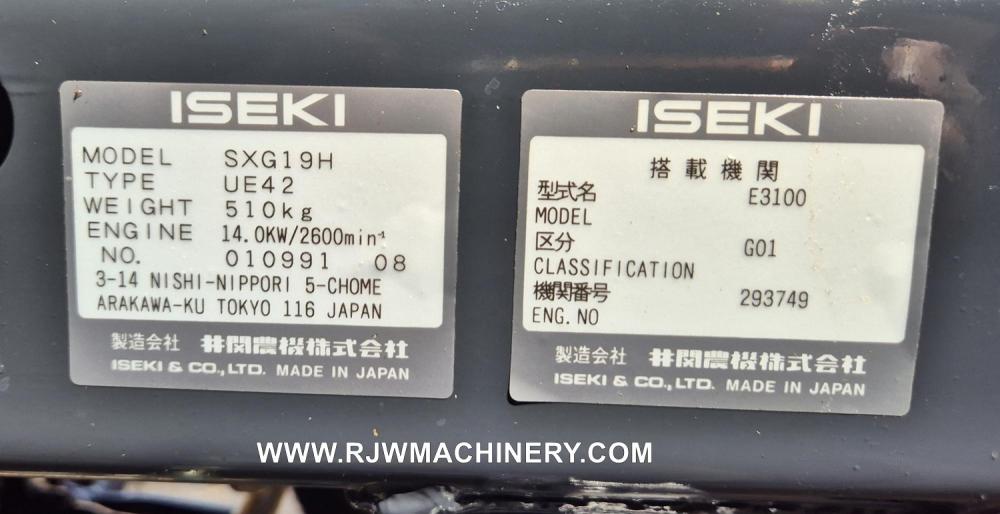 ISEKI
MODEL SXG19H
TYPE UE42
WEIGHT 510kg
ENGINE 14.0KW/2600min⁻¹
NO. 010991 08
3-14 NISHI-NIPPORI 5-CHOME
ARAKAWA-KU TOKYO 116 JAPAN
製造会社 井関農機株式会社
ISEKI & CO.,LTD. MADE IN JAPAN
ISEKI
搭載機関
型式名 E3100
MODEL
区分 G01
CLASSIFICATION
機関番号 293749
ENG. NO
製造会社 井関農機株式会社
ISEKI & CO.,LTD. MADE IN JAPAN
WWW.RJWMACHINERY.COM